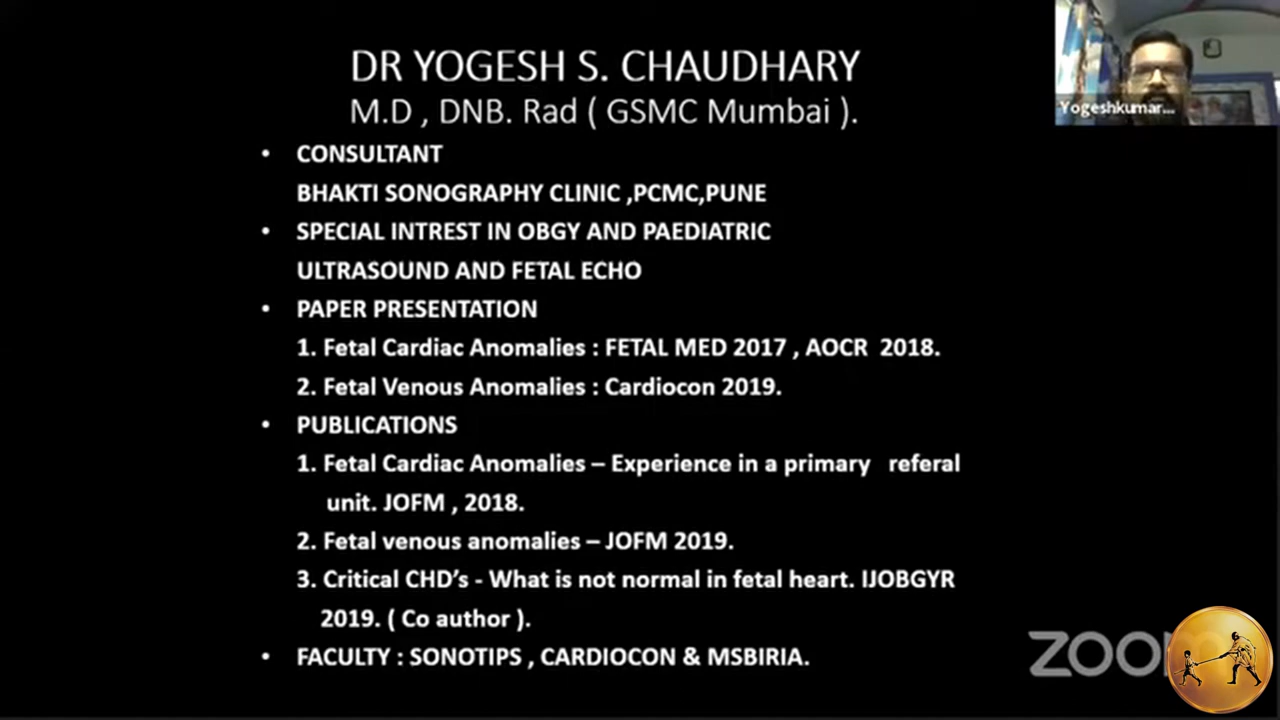 DR YOGESH S. CHAUDHARY
M.D , DNB. Rad ( GSMC Mumbai ).
• CONSULTANT
BHAKTI SONOGRAPHY CLINIC ,PCMC,PUNE
• SPECIAL INTREST IN OBGY AND PAEDIATRIC
ULTRASOUND AND FETAL ECHO
• PAPER PRESENTATION
1. Fetal Cardiac Anomalies : FETAL MED 2017 , AOCR 2018.
2. Fetal Venous Anomalies : Cardiocon 2019.
• PUBLICATIONS
1. Fetal Cardiac Anomalies – Experience in a primary referal
unit. JOFM , 2018.
2. Fetal venous anomalies – JOFM 2019.
3. Critical CHD’s - What is not normal in fetal heart. IJOBGYR
2019. ( Co author ).
• FACULTY : SONOTIPS , CARDIOCON & MSBIRIA.
Yogeshkumar...
zoom